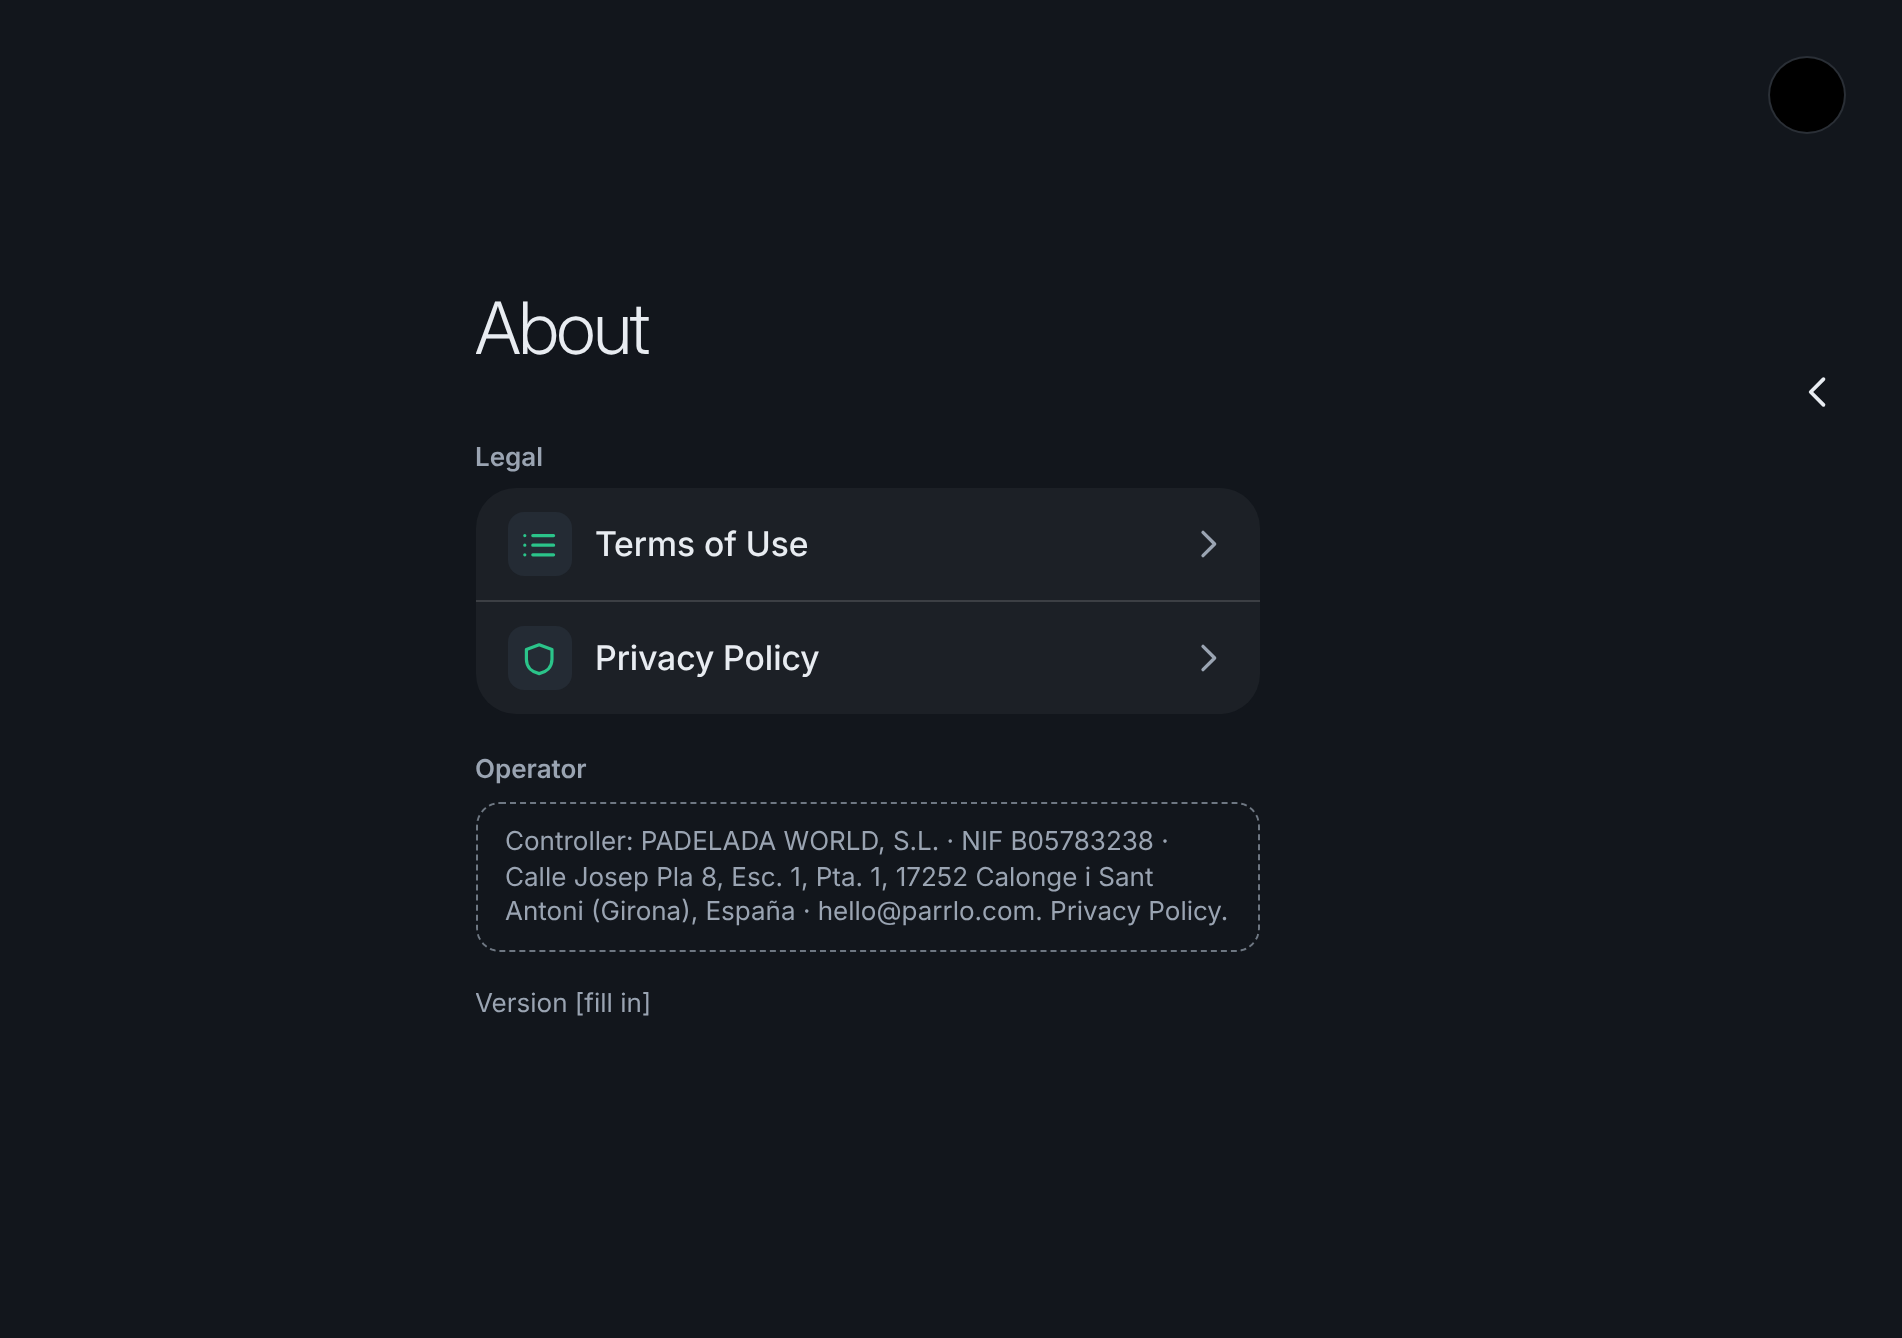 About
Legal
Terms of Use
Privacy Policy
Operator
Controller: PADELADA WORLD, S.L. · NIF B05783238 ·
Calle Josep Pla 8, Esc. 1, Pta. 1, 17252 Calonge i Sant
Antoni (Girona), España · hello@parrlo.com. Privacy Policy.
Version [fill in]